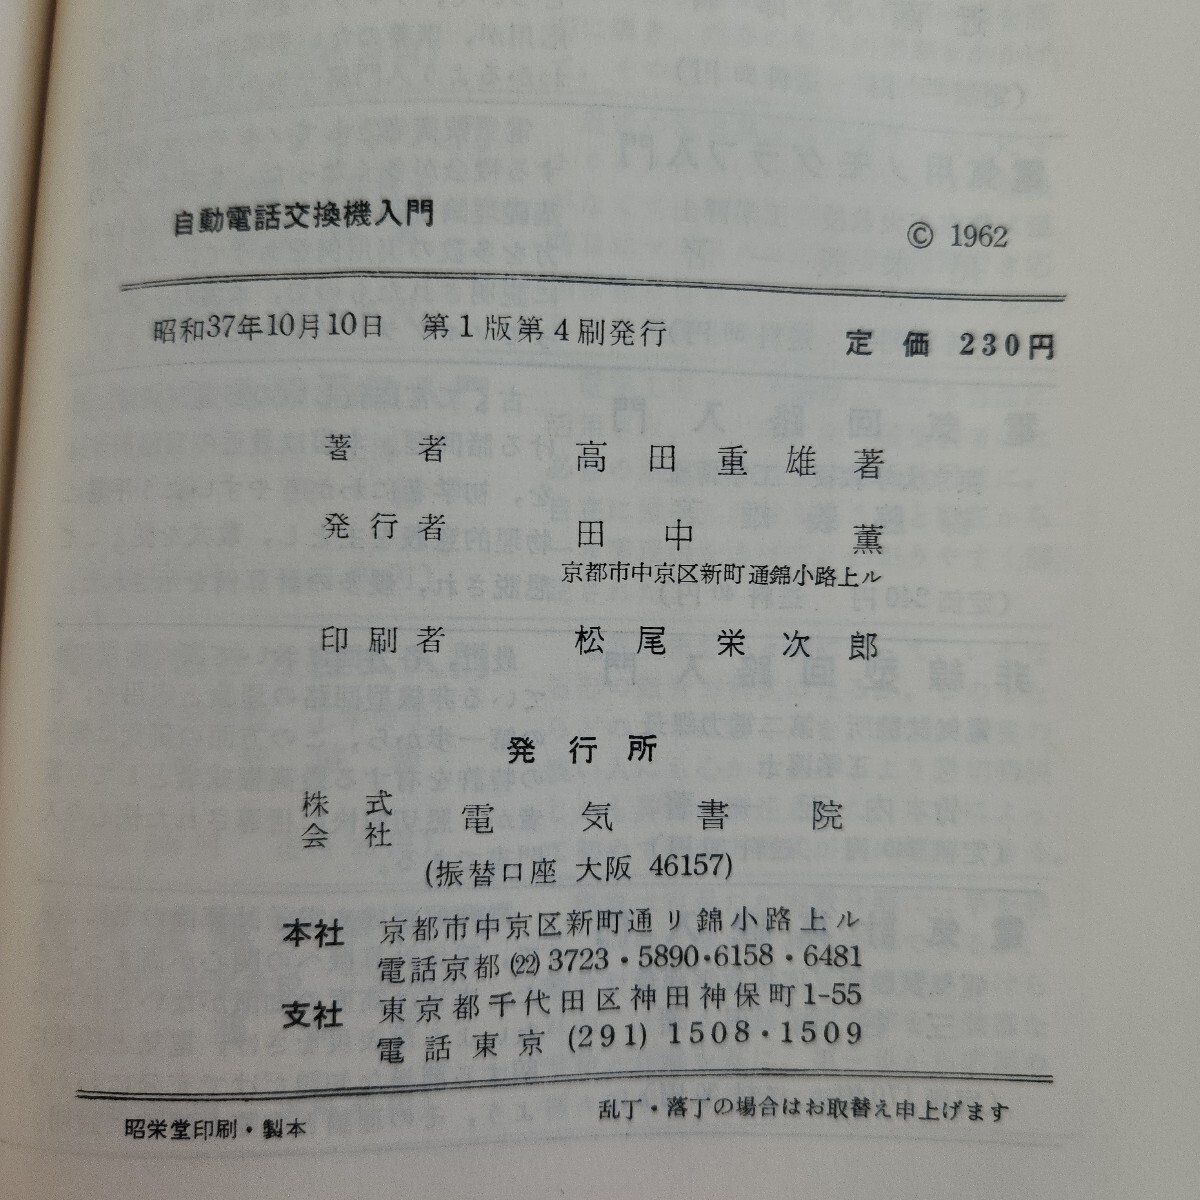 自動電話交換機入門
© 1962
昭和37年10月10日 第1版第4刷発行
定価 230円
著者 高田重雄著
発行者 田中 薫
京都市中京区新町通錦小路上ル
印刷者 松尾栄次郎
発行所
株式会社 電気書院
(振替口座 大阪 46157)
本社 京都市中京区新町通り錦小路上ル
電話京都(22)3723・5890・6158・6481
支社 東京都千代田区神田神保町1-55
電話東京(291)1508・1509
昭栄堂印刷・製本
乱丁・落丁の場合はお取替え申上げます